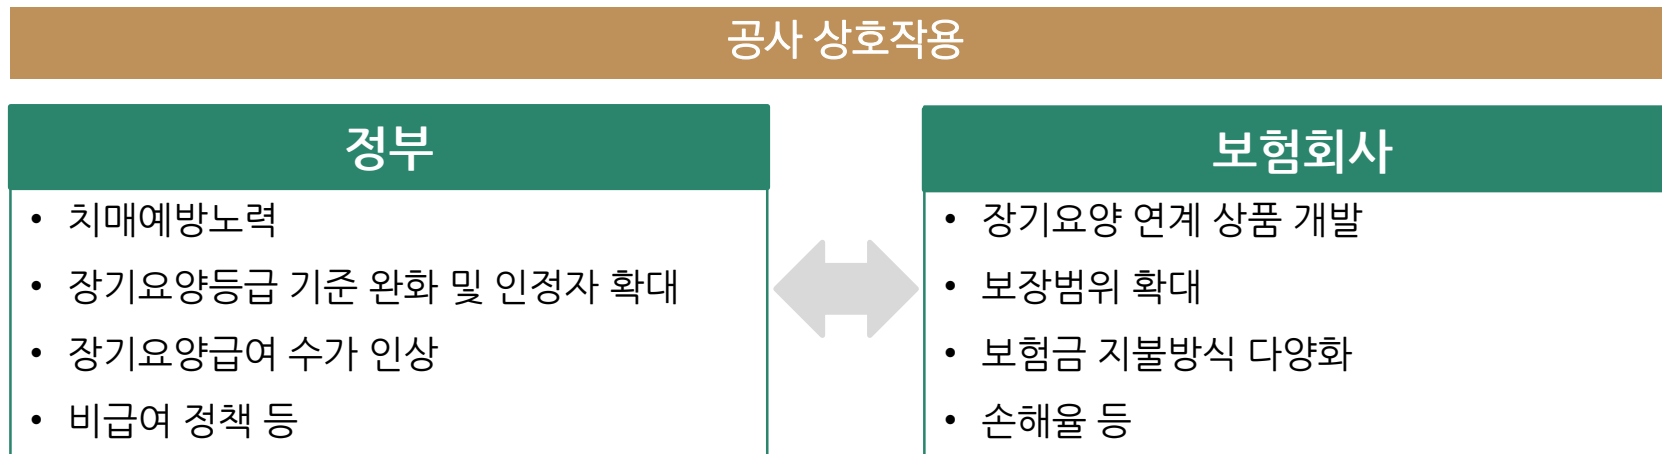 공사 상호작용
정부
• 치매예방노력
• 장기요양등급 기준 완화 및 인정자 확대
• 장기요양급여 수가 인상
• 비급여 정책 등
보험회사
• 장기요양 연계 상품 개발
• 보장범위 확대
• 보험금 지불방식 다양화
• 손해율 등